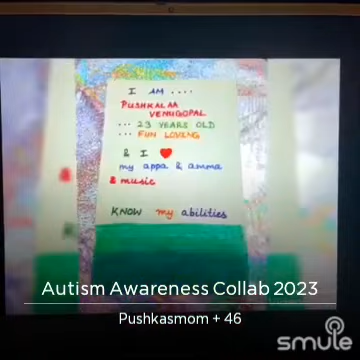 I AM ....
PUSHKALAA
VENUGOPAL
... 23 YEARS OLD
... FUN LOVING
& I ❤
my appa & amma
& music
KNOW my abilities
Autism Awareness Collab 2023
Pushkasmom + 46
smule